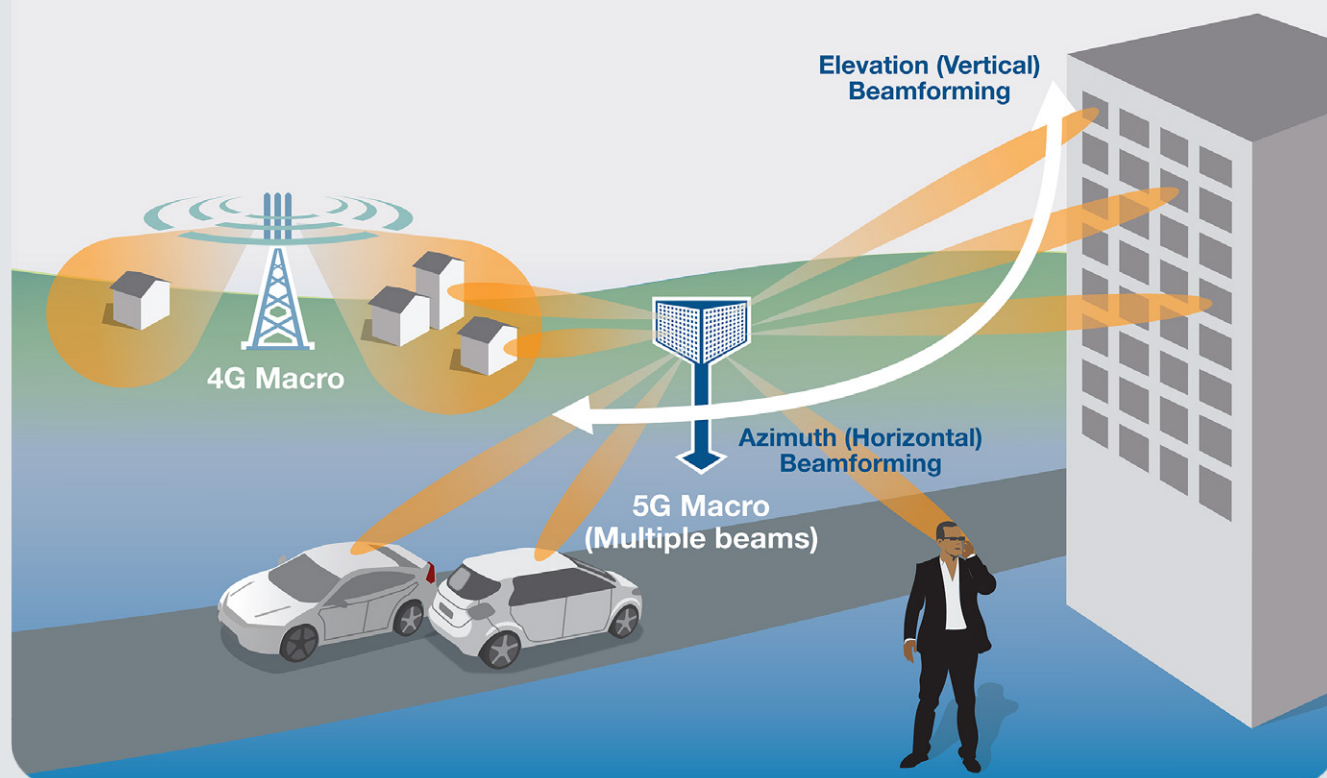 Elevation (Vertical)
Beamforming
4G Macro
Azimuth (Horizontal)
Beamforming
5G Macro
(Multiple beams)